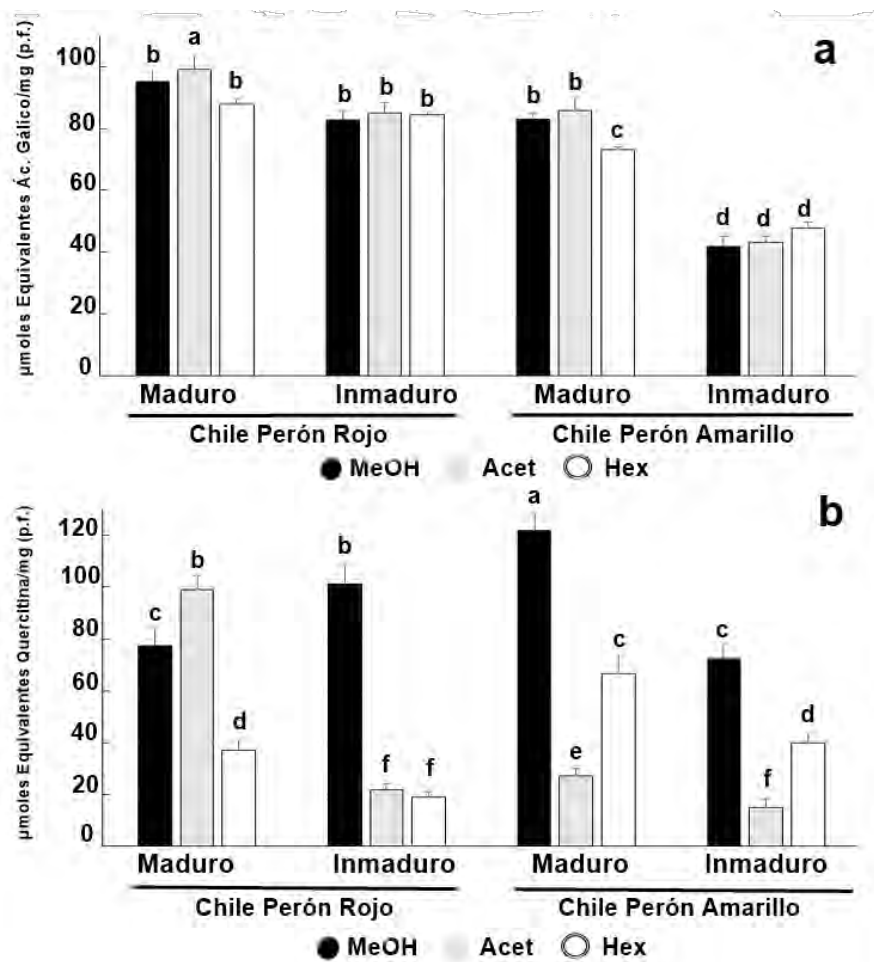 a
µmoles Equivalentes Ác. Gálico/mg (p.f.)
100
80
60
40
20
0
b a b
b b b
b b c
d d d
Maduro Inmaduro Maduro Inmaduro
Chile Perón Rojo Chile Perón Amarillo
MeOH Acet Hex
b
µmoles Equivalentes Quercitina/mg (p.f.)
120
100
80
60
40
20
0
c b d
b f f
a e c
c f d
Maduro Inmaduro Maduro Inmaduro
Chile Perón Rojo Chile Perón Amarillo
MeOH Acet Hex